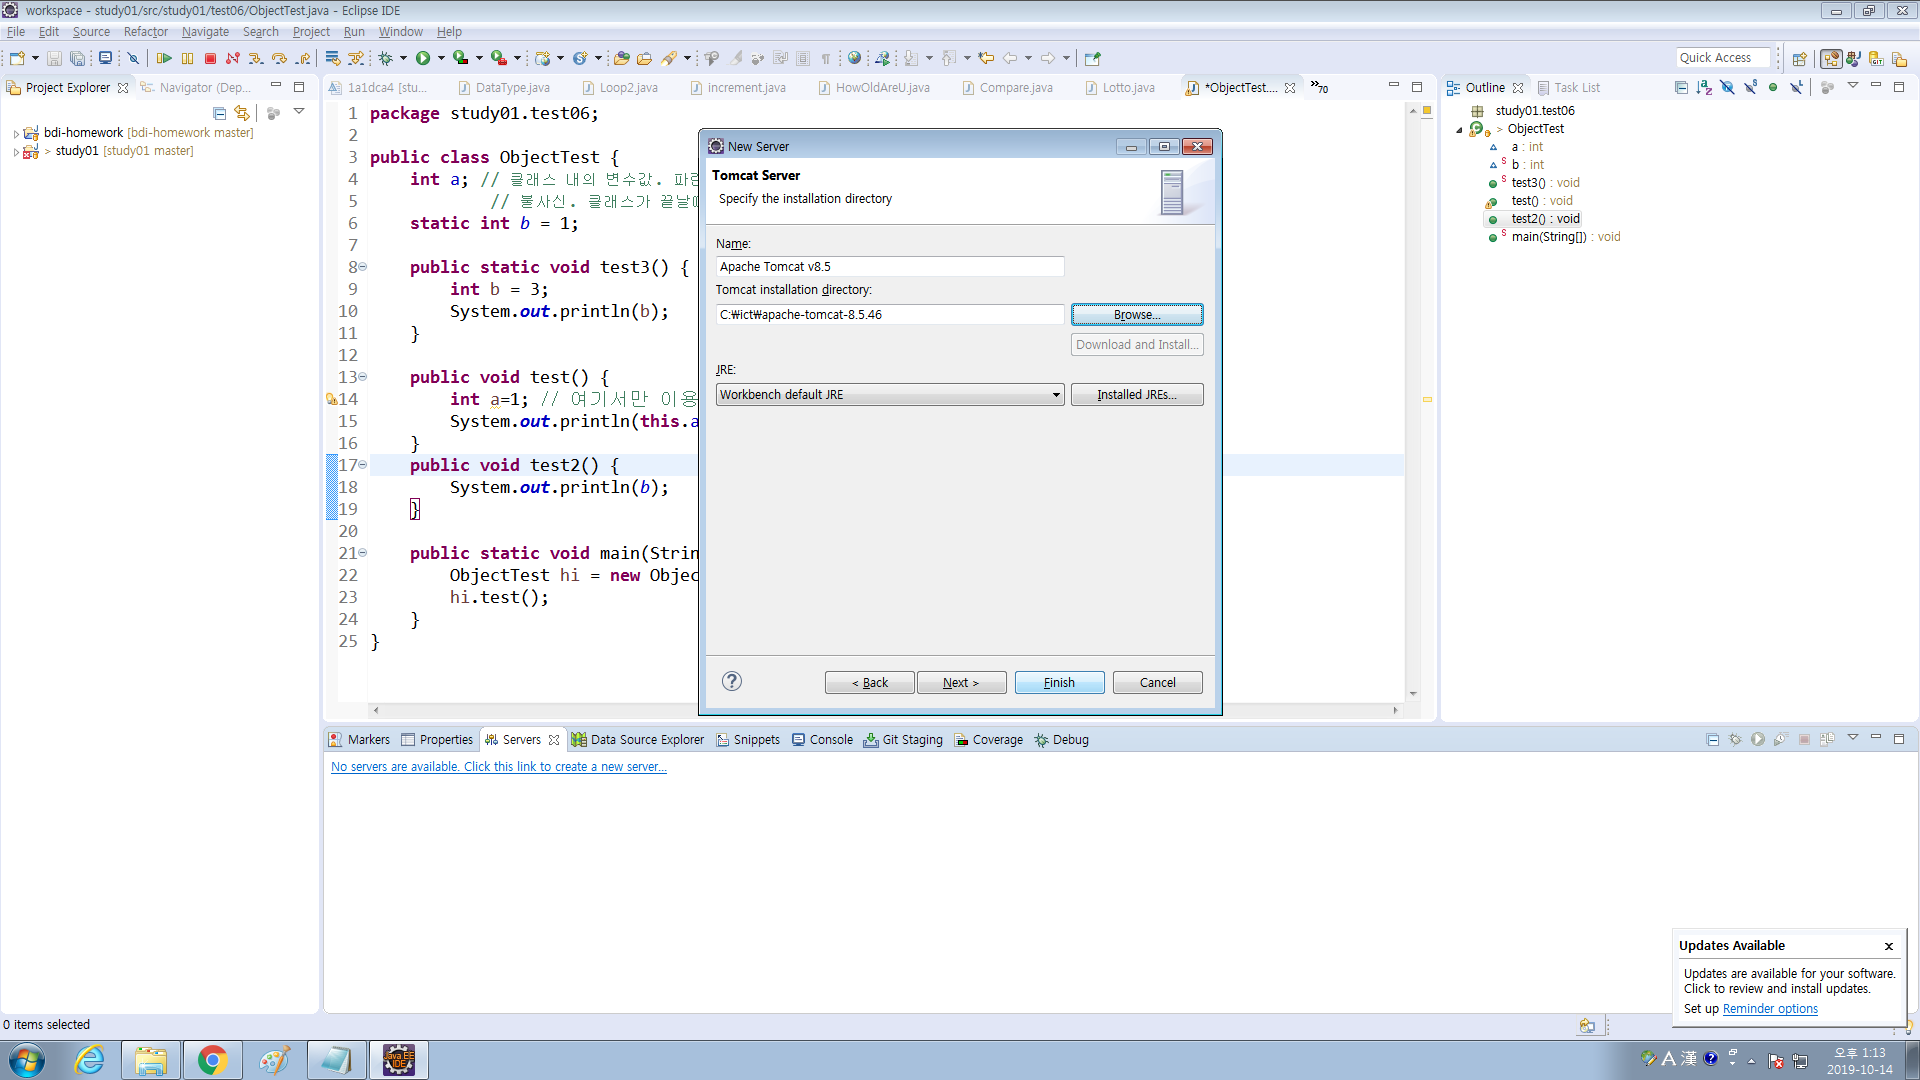 workspace - study01/src/study01/test06/ObjectTest.java - Eclipse IDE
File Edit Source Refactor Navigate Search Project Run Window Help
Quick Access
Project Explorer
Navigator (Dep...
bdi-homework [bdi-homework master]
> study01 [study01 master]
1a1dca4 [stu... DataType.java Loop2.java increment.java HowOldAreU.java Compare.java Lotto.java *ObjectTest.... »70
1 package study01.test06;
2
3 public class ObjectTest {
4 int a; // 클래스 내의 변수값. 파란
5 // 불사신. 클래스가 끝날때
6 static int b = 1;
7
8 public static void test3() {
9 int b = 3;
10 System.out.println(b);
11 }
12
13 public void test() {
14 int a=1; // 여기서만 이용
15 System.out.println(this.a
16 }
17 public void test2() {
18 System.out.println(b);
19 }
20
21 public static void main(Strin
22 ObjectTest hi = new Objec
23 hi.test();
24 }
25 }
New Server
Tomcat Server
Specify the installation directory
Name:
Apache Tomcat v8.5
Tomcat installation directory:
C:₩ict₩apache-tomcat-8.5.46
Browse...
Download and Install...
JRE:
Workbench default JRE
Installed JREs...
?
< Back Next > Finish Cancel
Outline Task List
study01.test06
> ObjectTest
a : int
b : int
test3() : void
test() : void
test2() : void
main(String[]) : void
Markers Properties Servers Data Source Explorer Snippets Console Git Staging Coverage Debug
No servers are available. Click this link to create a new server...
Updates Available
Updates are available for your software.
Click to review and install updates.
Set up Reminder options
0 items selected
Java EE
IDE
A 漢
오후 1:13
2019-10-14